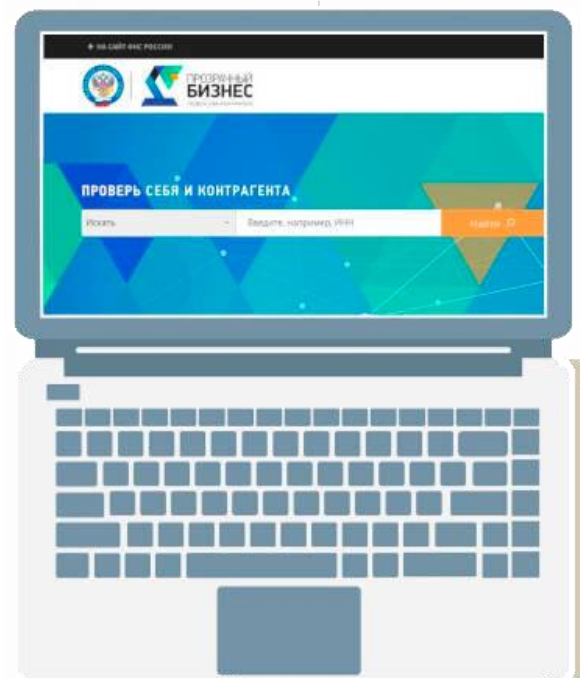 НА САЙТ ФНС РОССИИ
ПРОЗРАЧНЫЙ
БИЗНЕС
ПРОВЕРЬ СЕБЯ И КОНТРАГЕНТА
Искать
Введите, например, ИНН
Найти